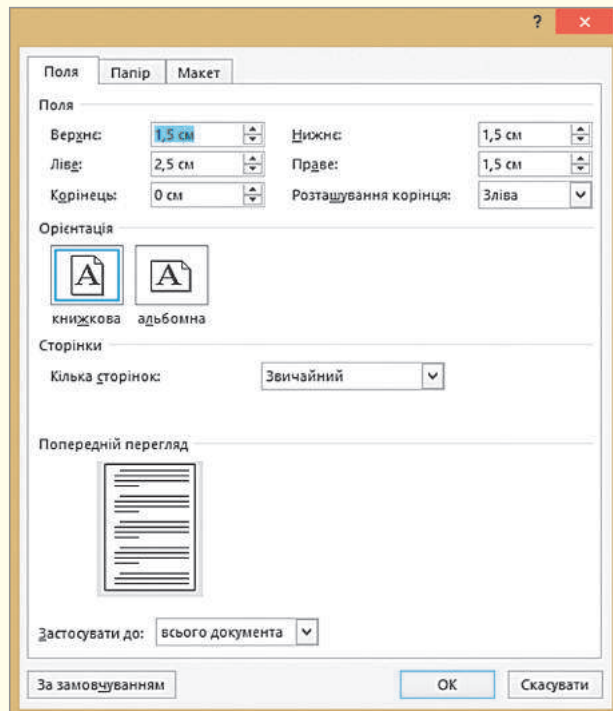 ? ×
Поля Папір Макет
Поля
Верхнє: 1,5 см Нижнє: 1,5 см
Ліве: 2,5 см Праве: 1,5 см
Корінець: 0 см Розташування корінця: Зліва
Орієнтація
A A
книжкова альбомна
Сторінки
Кілька сторінок: Звичайний
Попередній перегляд
Застосувати до: всього документа
За замовчуванням ОК Скасувати